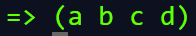 => (a b c d)